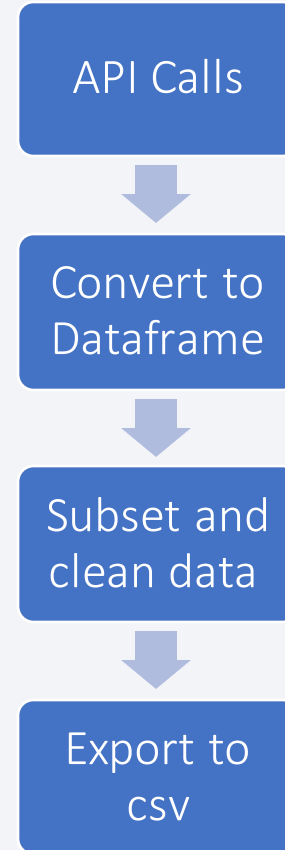 API Calls
Convert to
Dataframe
Subset and
clean data
Export to
csv